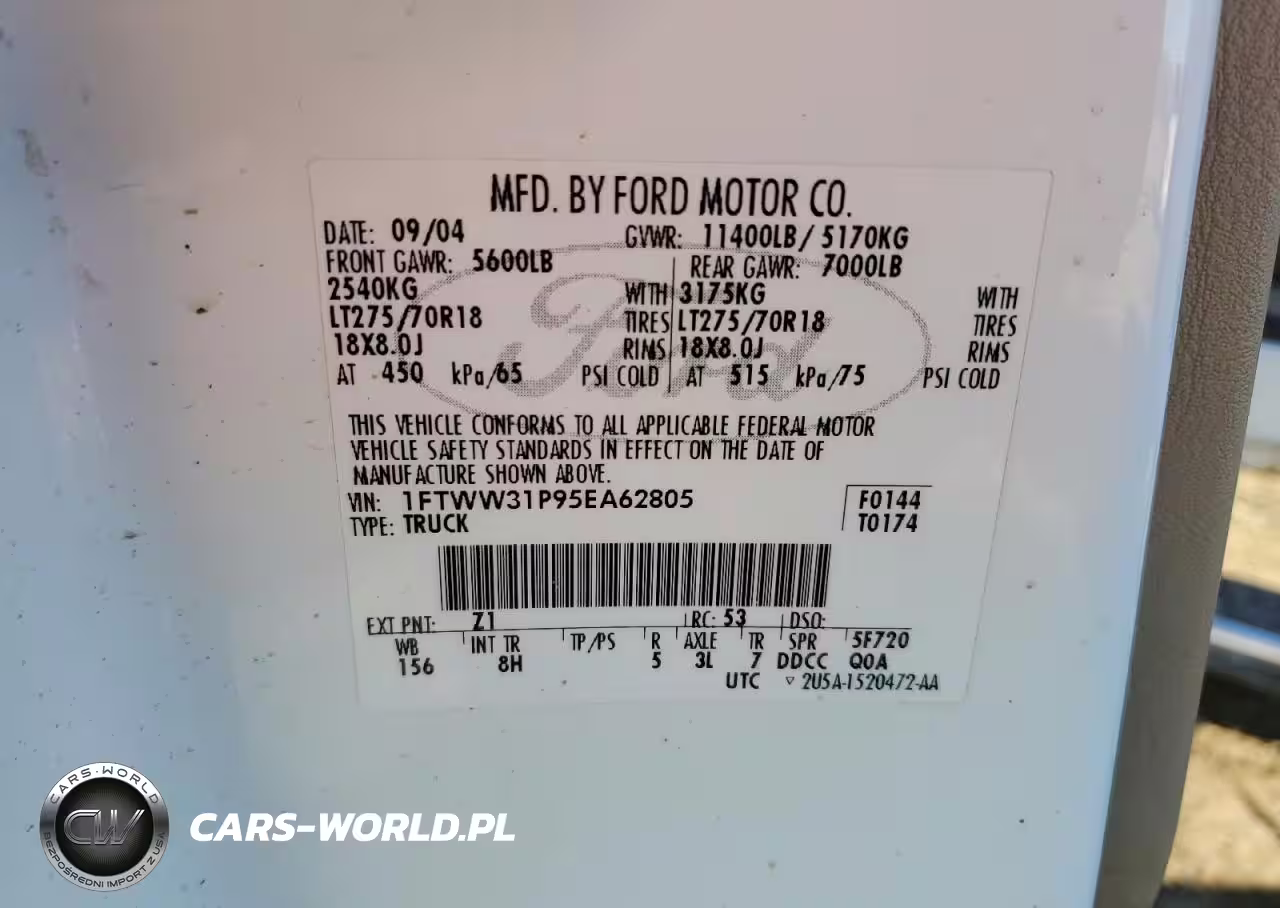 MFD. BY FORD MOTOR CO.
DATE: 09/04 GVWR: 11400LB/ 5170KG
FRONT GAWR: 5600LB REAR GAWR: 7000LB
2540KG WITH 3175KG WITH
LT275/70R18 TIRES LT275/70R18 TIRES
18X8.0J RIMS 18X8.0J RIMS
AT 450 kPa/65 PSI COLD AT 515 kPa/75 PSI COLD
Ford
THIS VEHICLE CONFORMS TO ALL APPLICABLE FEDERAL MOTOR
VEHICLE SAFETY STANDARDS IN EFFECT ON THE DATE OF
MANUFACTURE SHOWN ABOVE.
VIN: 1FTWW31P95EA62805 F0144
TYPE: TRUCK T0174
EXT PNT: Z1 RC: 53 DSO:
WB INT TR TP/PS R AXLE TR SPR 5F720
156 8H 5 3L 7 DDCC Q0A
UTC ▽ 2U5A-1520472-AA
CARS-WORLD
CW
BEZPOŚREDNI IMPORT Z USA
CARS-WORLD.PL